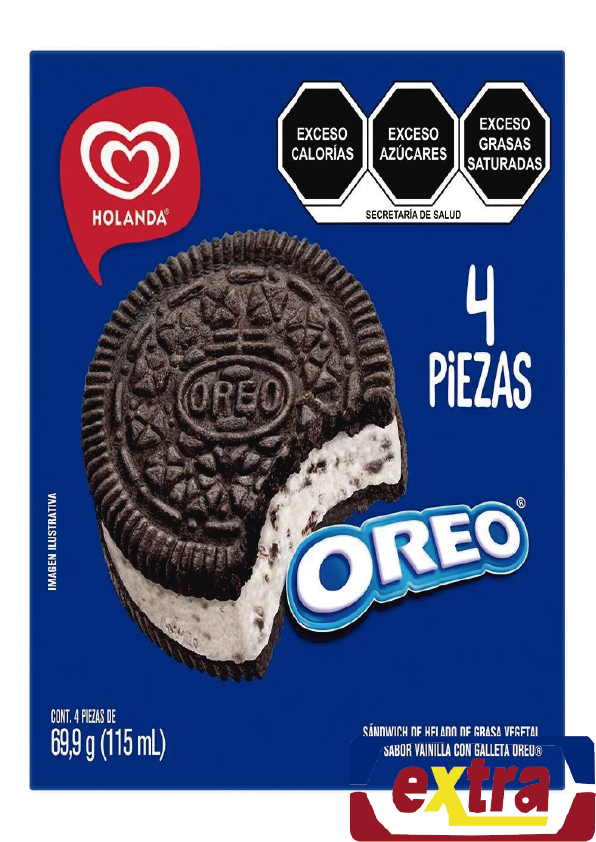 HOLANDA®
EXCESO
CALORÍAS
EXCESO
AZÚCARES
EXCESO
GRASAS
SATURADAS
SECRETARÍA DE SALUD
4
PiEZAS
OREO
OREO®
IMAGEN ILUSTRATIVA
CONT. 4 PIEZAS DE
69,9 g (115 mL)
SÁNDWICH DE HELADO DE GRASA VEGETAL
SABOR VAINILLA CON GALLETA OREO®
extra